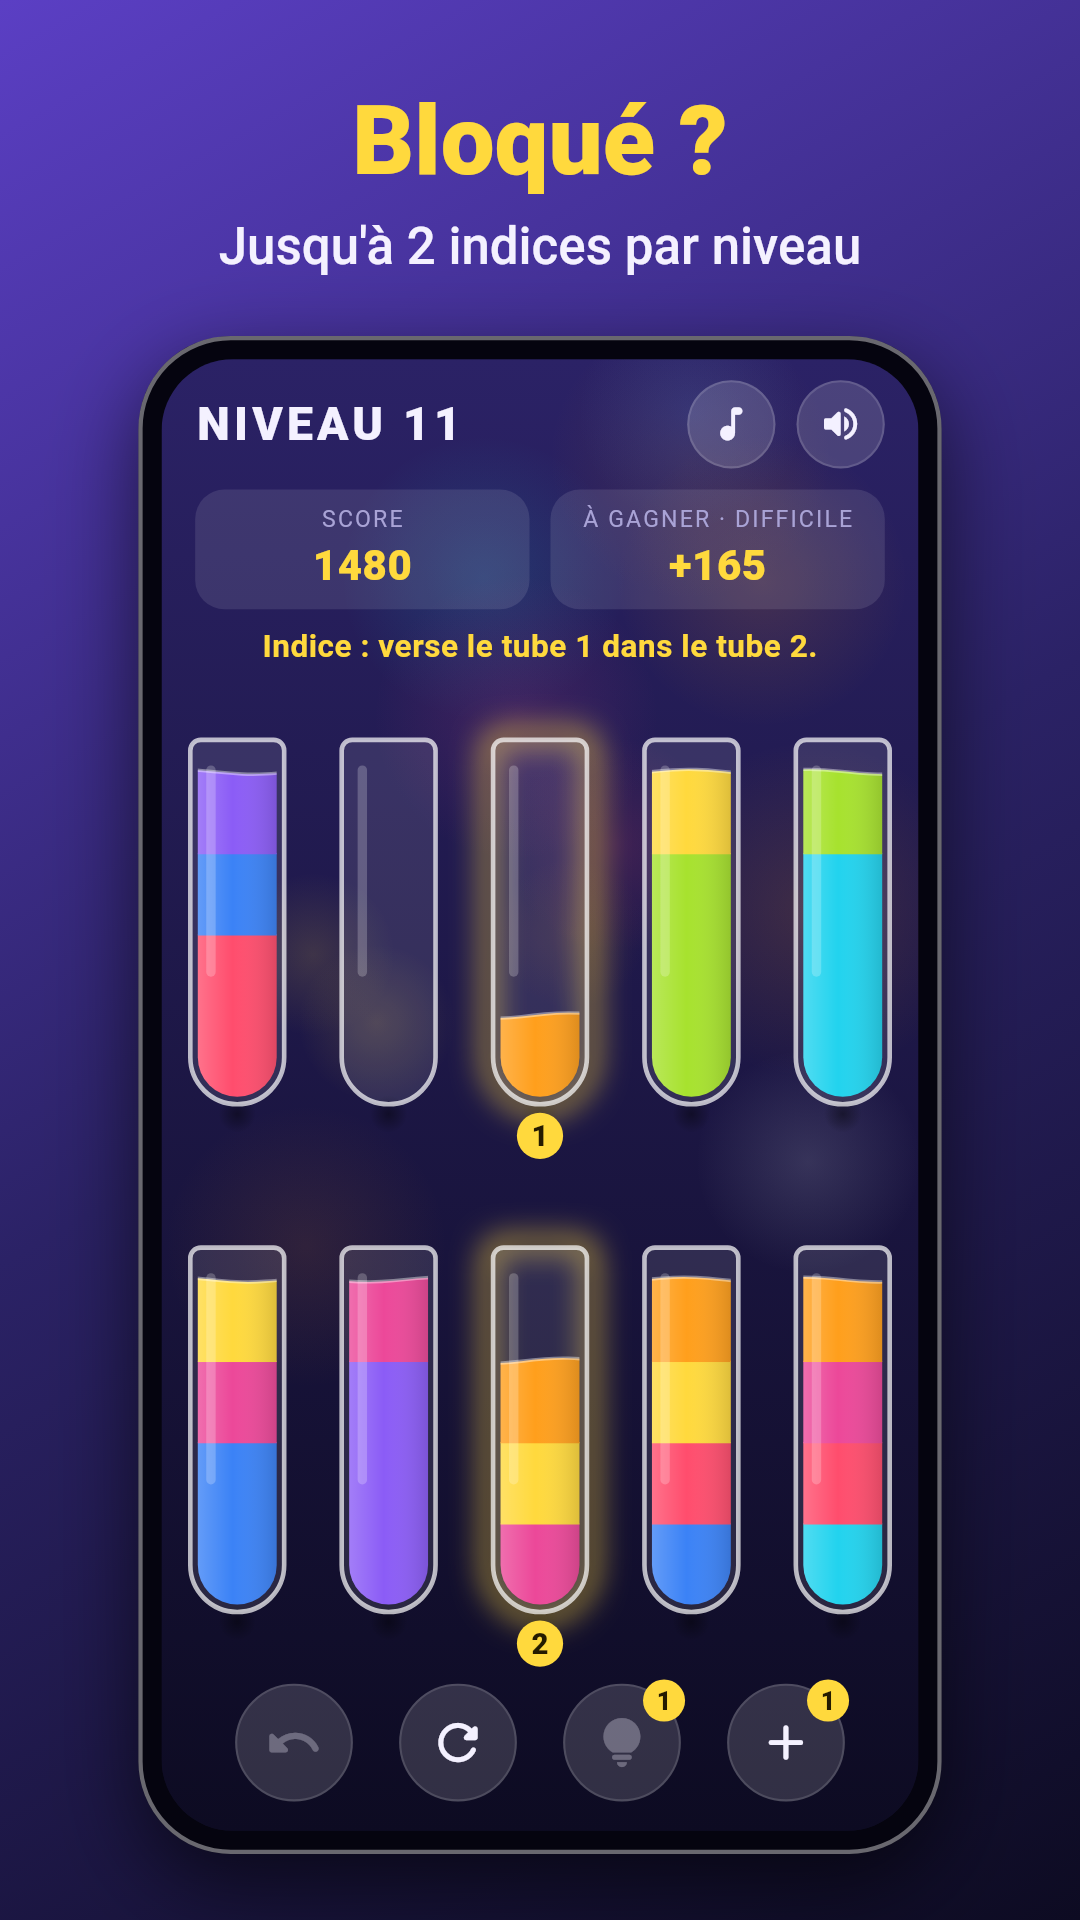 Bloqué ?
Jusqu'à 2 indices par niveau
NIVEAU 11
SCORE
1480
À GAGNER · DIFFICILE
+165
Indice : verse le tube 1 dans le tube 2.
1
2
1
1